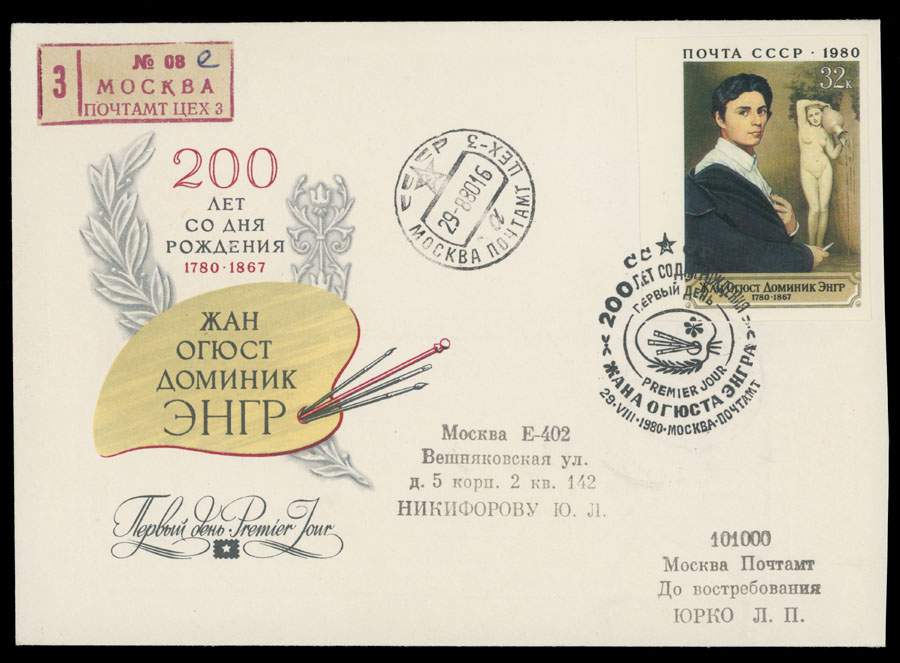 З
№ 08 е
МОСКВА
ПОЧТАМТ ЦЕХ 3
ПОЧТА СССР · 1980
32к
200
ЛЕТ
СО ДНЯ
РОЖДЕНИЯ
1780·1867
СССР ЦЕХ-3
29-88016
МОСКВА ПОЧТАМТ
ЖАН ОГЮСТ ДОМИНИК ЭНГР
1780-1867
СС
200 ЛЕТ СО ДНЯ РОЖДЕНИЯ
ПЕРВЫЙ ДЕНЬ
PREMIER JOUR
ЖАНА ОГЮСТА ЭНГРА
29·VIII·1980·МОСКВА·ПОЧТАМТ
ЖАН
ОГЮСТ
ДОМИНИК
ЭНГР
Первый день Premier Jour
Москва Е-402
Вешняковская ул.
д. 5 корп. 2 кв. 142
НИКИФОРОВУ Ю. Л.
101000
Москва Почтамт
До востребования
ЮРКО Л. П.